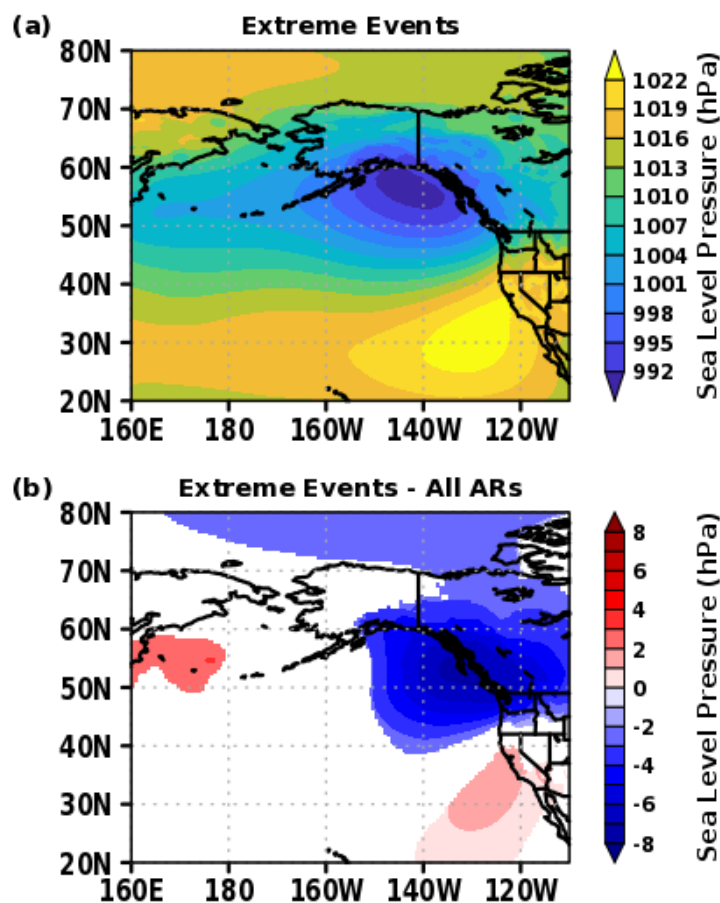 (a) Extreme Events
80N
70N
60N
50N
40N
30N
20N
160E 180 160W 140W 120W
1022
1019
1016
1013
1010
1007
1004
1001
998
995
992
Sea Level Pressure (hPa)
(b) Extreme Events - All ARs
80N
70N
60N
50N
40N
30N
20N
160E 180 160W 140W 120W
8
6
4
2
0
-2
-4
-6
-8
Sea Level Pressure (hPa)